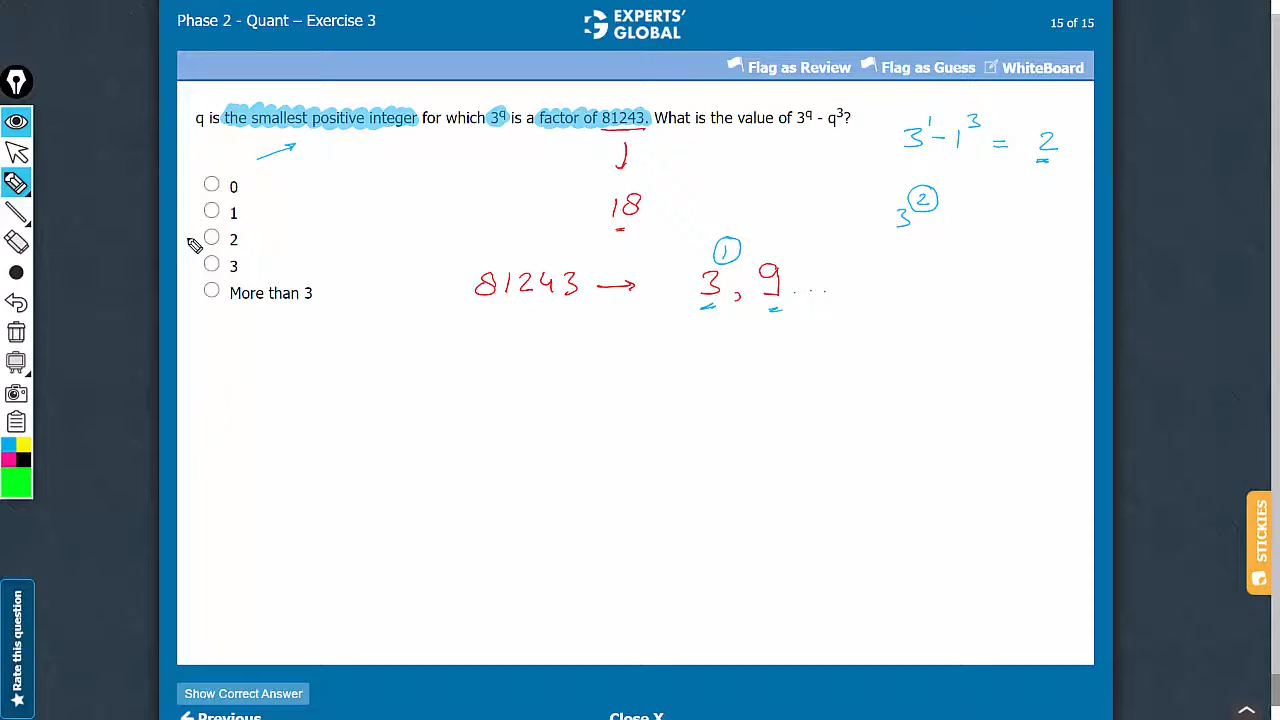 Phase 2 - Quant – Exercise 3
EXPERTS'
GLOBAL
15 of 15
Flag as Review
Flag as Guess
WhiteBoard
q is the smallest positive integer for which 3^q is a factor of 81243. What is the value of 3^q - q^3?
3^1 - 1^3 = 2
0
1
2
3
More than 3
18
3^2
81243 → 3^1, 9 ...
STICKIES
Rate this question
Show Correct Answer
Previous
Close X